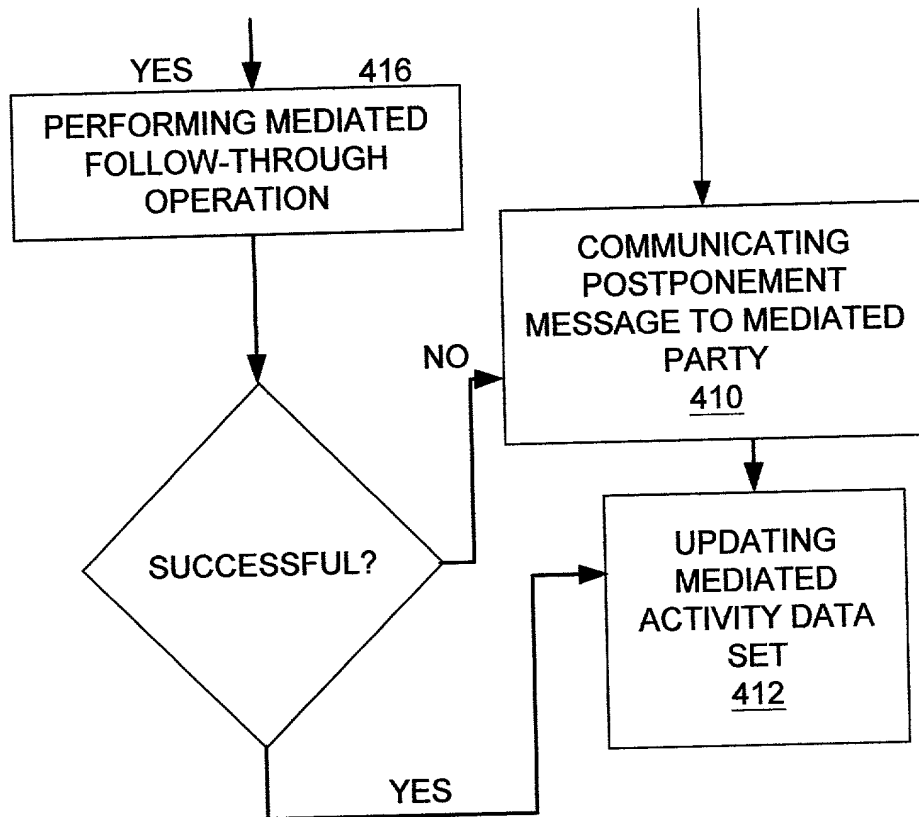 YES
416
PERFORMING MEDIATED
FOLLOW-THROUGH
OPERATION
COMMUNICATING
POSTPONEMENT
MESSAGE TO MEDIATED
PARTY
410
NO
SUCCESSFUL?
UPDATING
MEDIATED
ACTIVITY DATA
SET
412
YES